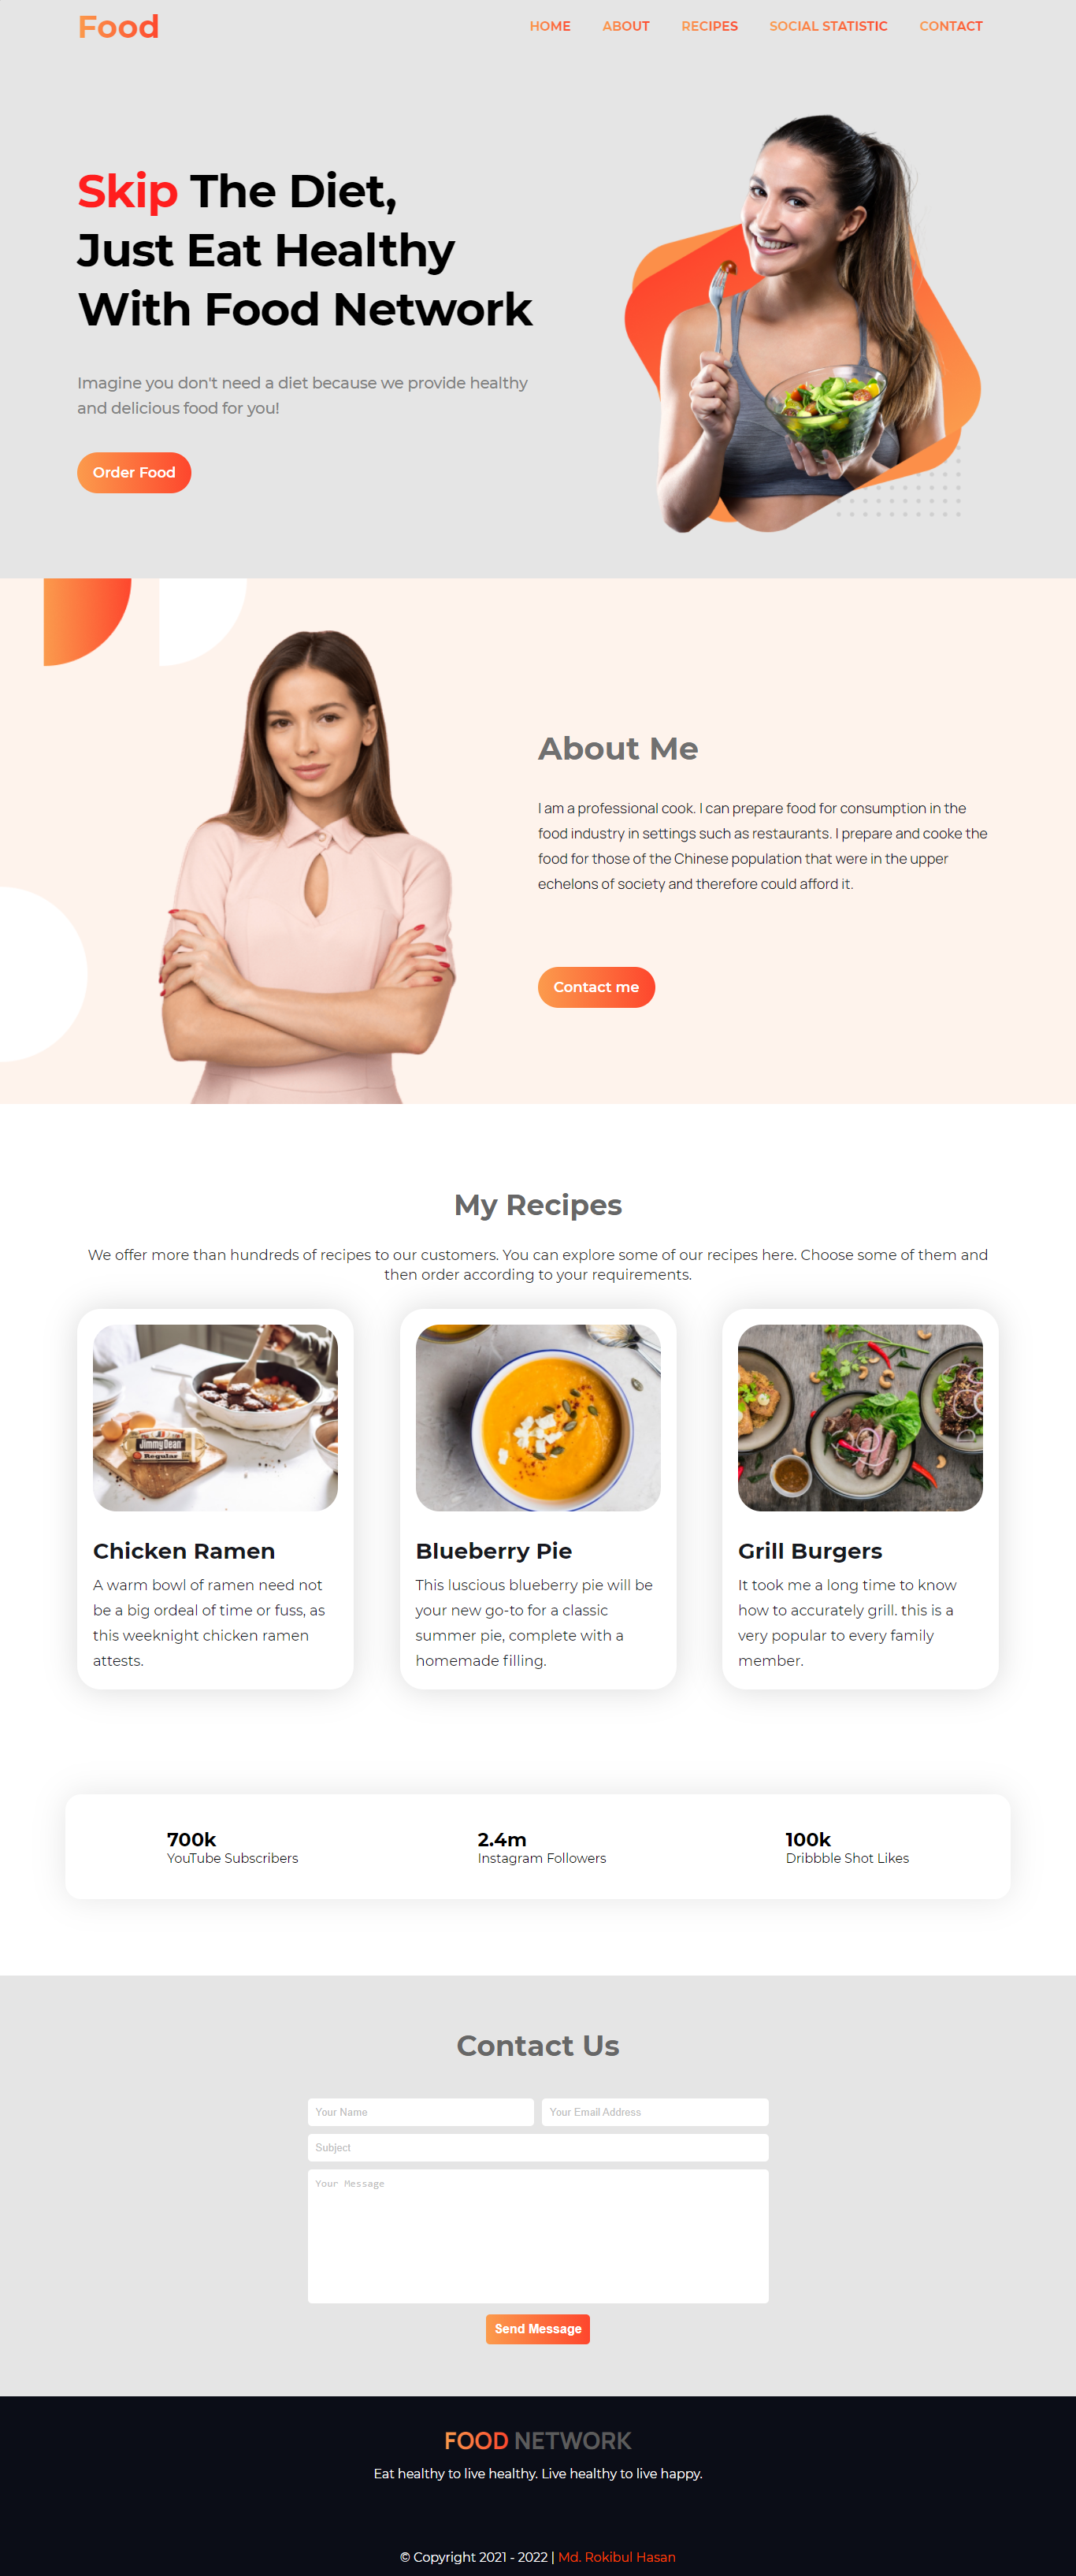 Food
HOME ABOUT RECIPES SOCIAL STATISTIC CONTACT
Skip The Diet,
Just Eat Healthy
With Food Network
Imagine you don't need a diet because we provide healthy
and delicious food for you!
Order Food
About Me
I am a professional cook. I can prepare food for consumption in the
food industry in settings such as restaurants. I prepare and cooke the
food for those of the Chinese population that were in the upper
echelons of society and therefore could afford it.
Contact me
My Recipes
We offer more than hundreds of recipes to our customers. You can explore some of our recipes here. Choose some of them and
then order according to your requirements.
Jimmy Dean
Regular
Chicken Ramen
A warm bowl of ramen need not
be a big ordeal of time or fuss, as
this weeknight chicken ramen
attests.
Blueberry Pie
This luscious blueberry pie will be
your new go-to for a classic
summer pie, complete with a
homemade filling.
Grill Burgers
It took me a long time to know
how to accurately grill. this is a
very popular to every family
member.
700k
YouTube Subscribers
2.4m
Instagram Followers
100k
Dribbble Shot Likes
Contact Us
Your Name
Your Email Address
Subject
Your Message
Send Message
FOOD NETWORK
Eat healthy to live healthy. Live healthy to live happy.
© Copyright 2021 - 2022 | Md. Rokibul Hasan